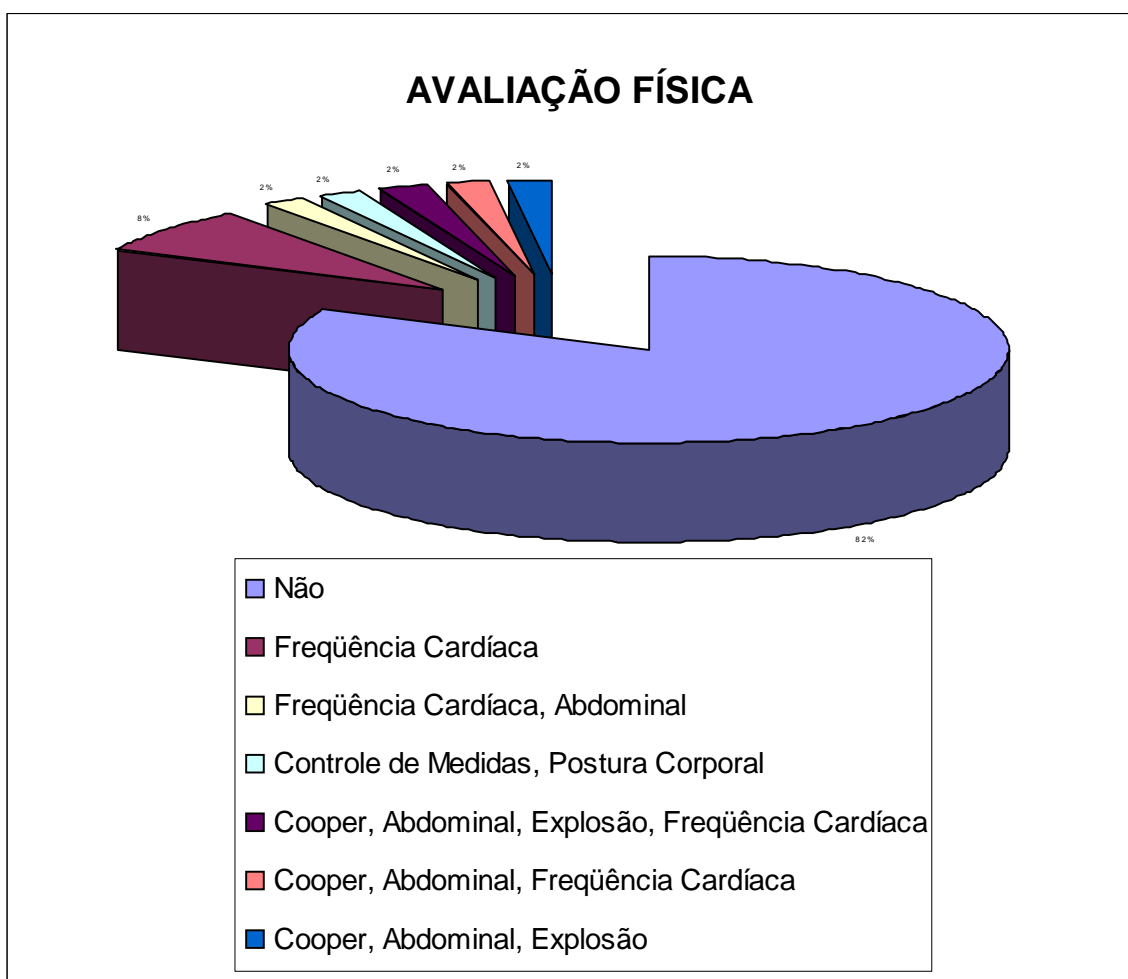 AVALIAÇÃO FÍSICA
2%
2%
2%
2%
2%
8%
82%
Não
Freqüência Cardíaca
Freqüência Cardíaca, Abdominal
Controle de Medidas, Postura Corporal
Cooper, Abdominal, Explosão, Freqüência Cardíaca
Cooper, Abdominal, Freqüência Cardíaca
Cooper, Abdominal, Explosão